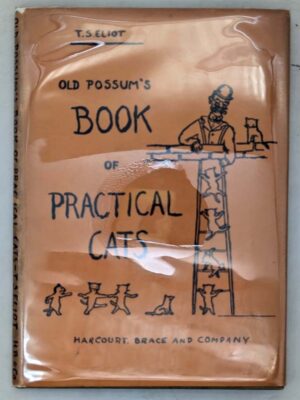 T. S. ELIOT
OLD POSSUM'S
BOOK
OF
PRACTICAL
CATS
HARCOURT, BRACE AND COMPANY